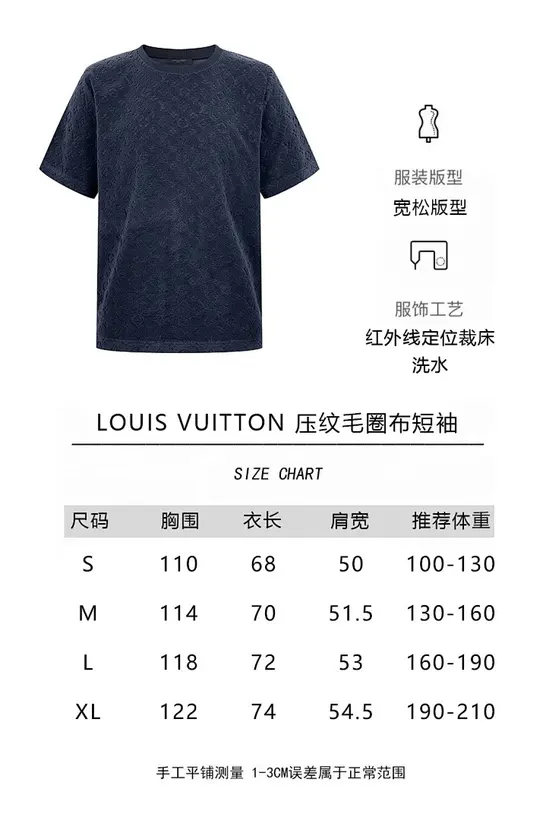 服装版型
宽松版型
服饰工艺
红外线定位裁床
洗水
LOUIS VUITTON 压纹毛圈布短袖
SIZE CHART
尺码 胸围 衣长 肩宽 推荐体重
S 110 68 50 100-130
M 114 70 51.5 130-160
L 118 72 53 160-190
XL 122 74 54.5 190-210
手工平铺测量 1-3CM误差属于正常范围